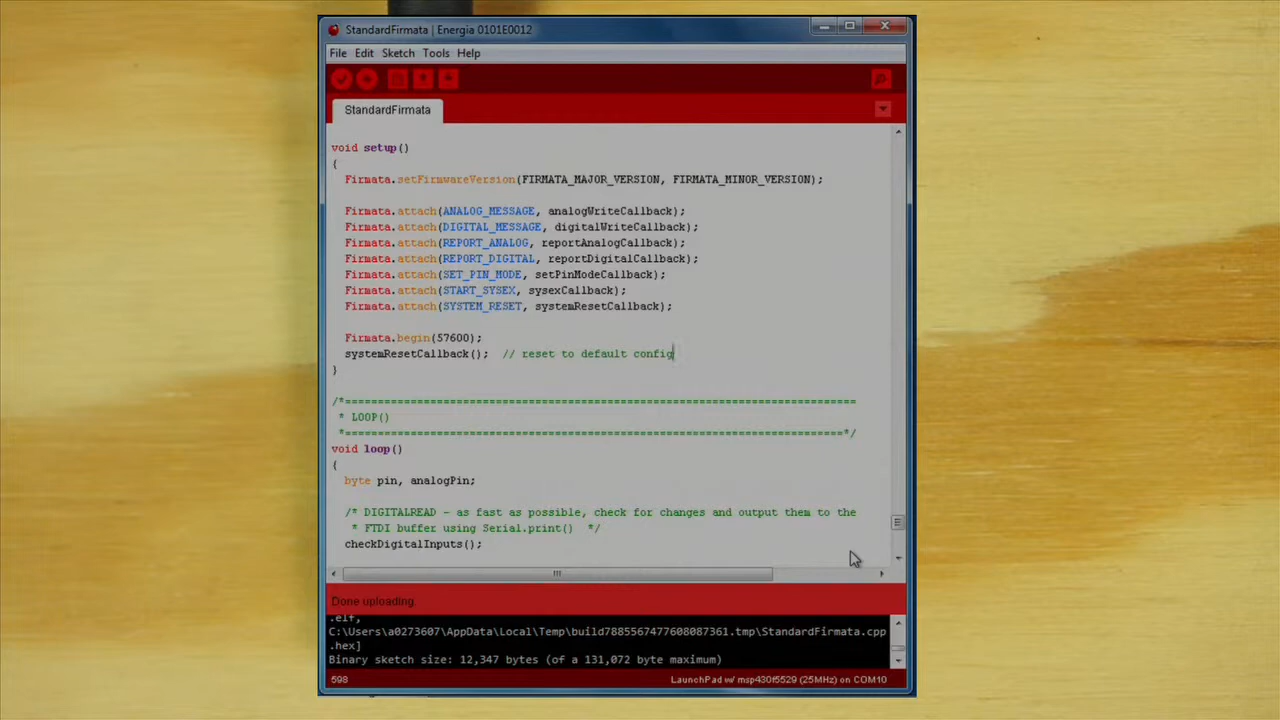 StandardFirmata | Energia 0101E0012
File Edit Sketch Tools Help
StandardFirmata
void setup()
{
Firmata.setFirmwareVersion(FIRMATA_MAJOR_VERSION, FIRMATA_MINOR_VERSION);
Firmata.attach(ANALOG_MESSAGE, analogWriteCallback);
Firmata.attach(DIGITAL_MESSAGE, digitalWriteCallback);
Firmata.attach(REPORT_ANALOG, reportAnalogCallback);
Firmata.attach(REPORT_DIGITAL, reportDigitalCallback);
Firmata.attach(SET_PIN_MODE, setPinModeCallback);
Firmata.attach(START_SYSEX, sysexCallback);
Firmata.attach(SYSTEM_RESET, systemResetCallback);
Firmata.begin(57600);
systemResetCallback();  // reset to default config
}
/*==============================================================================
* LOOP()
*============================================================================*/
void loop()
{
byte pin, analogPin;
/* DIGITALREAD - as fast as possible, check for changes and output them to the
* FTDI buffer using Serial.print()  */
checkDigitalInputs();
Done uploading.
.elf,
C:\Users\a0273607\AppData\Local\Temp\build7885567477608087361.tmp\StandardFirmata.cpp
.hex]
Binary sketch size: 12,347 bytes (of a 131,072 byte maximum)
598 LaunchPad w/ msp430f5529 (25MHz) on COM10